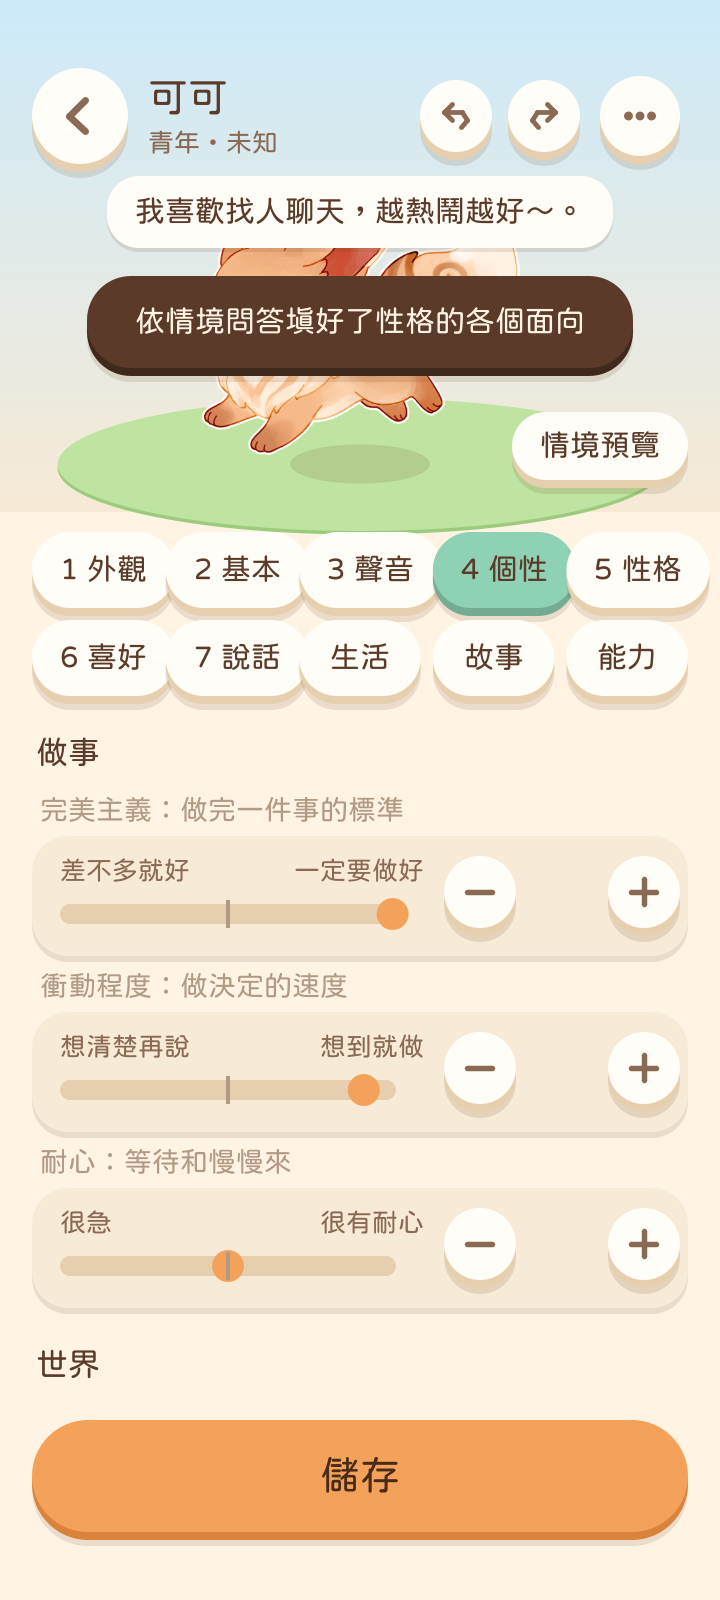 可可
青年・未知
我喜歡找人聊天，越熱鬧越好～。
依情境問答填好了性格的各個面向
情境預覽
1 外觀
2 基本
3 聲音
4 個性
5 性格
6 喜好
7 說話
生活
故事
能力
做事
完美主義：做完一件事的標準
差不多就好
一定要做好
衝動程度：做決定的速度
想清楚再說
想到就做
耐心：等待和慢慢來
很急
很有耐心
世界
儲存